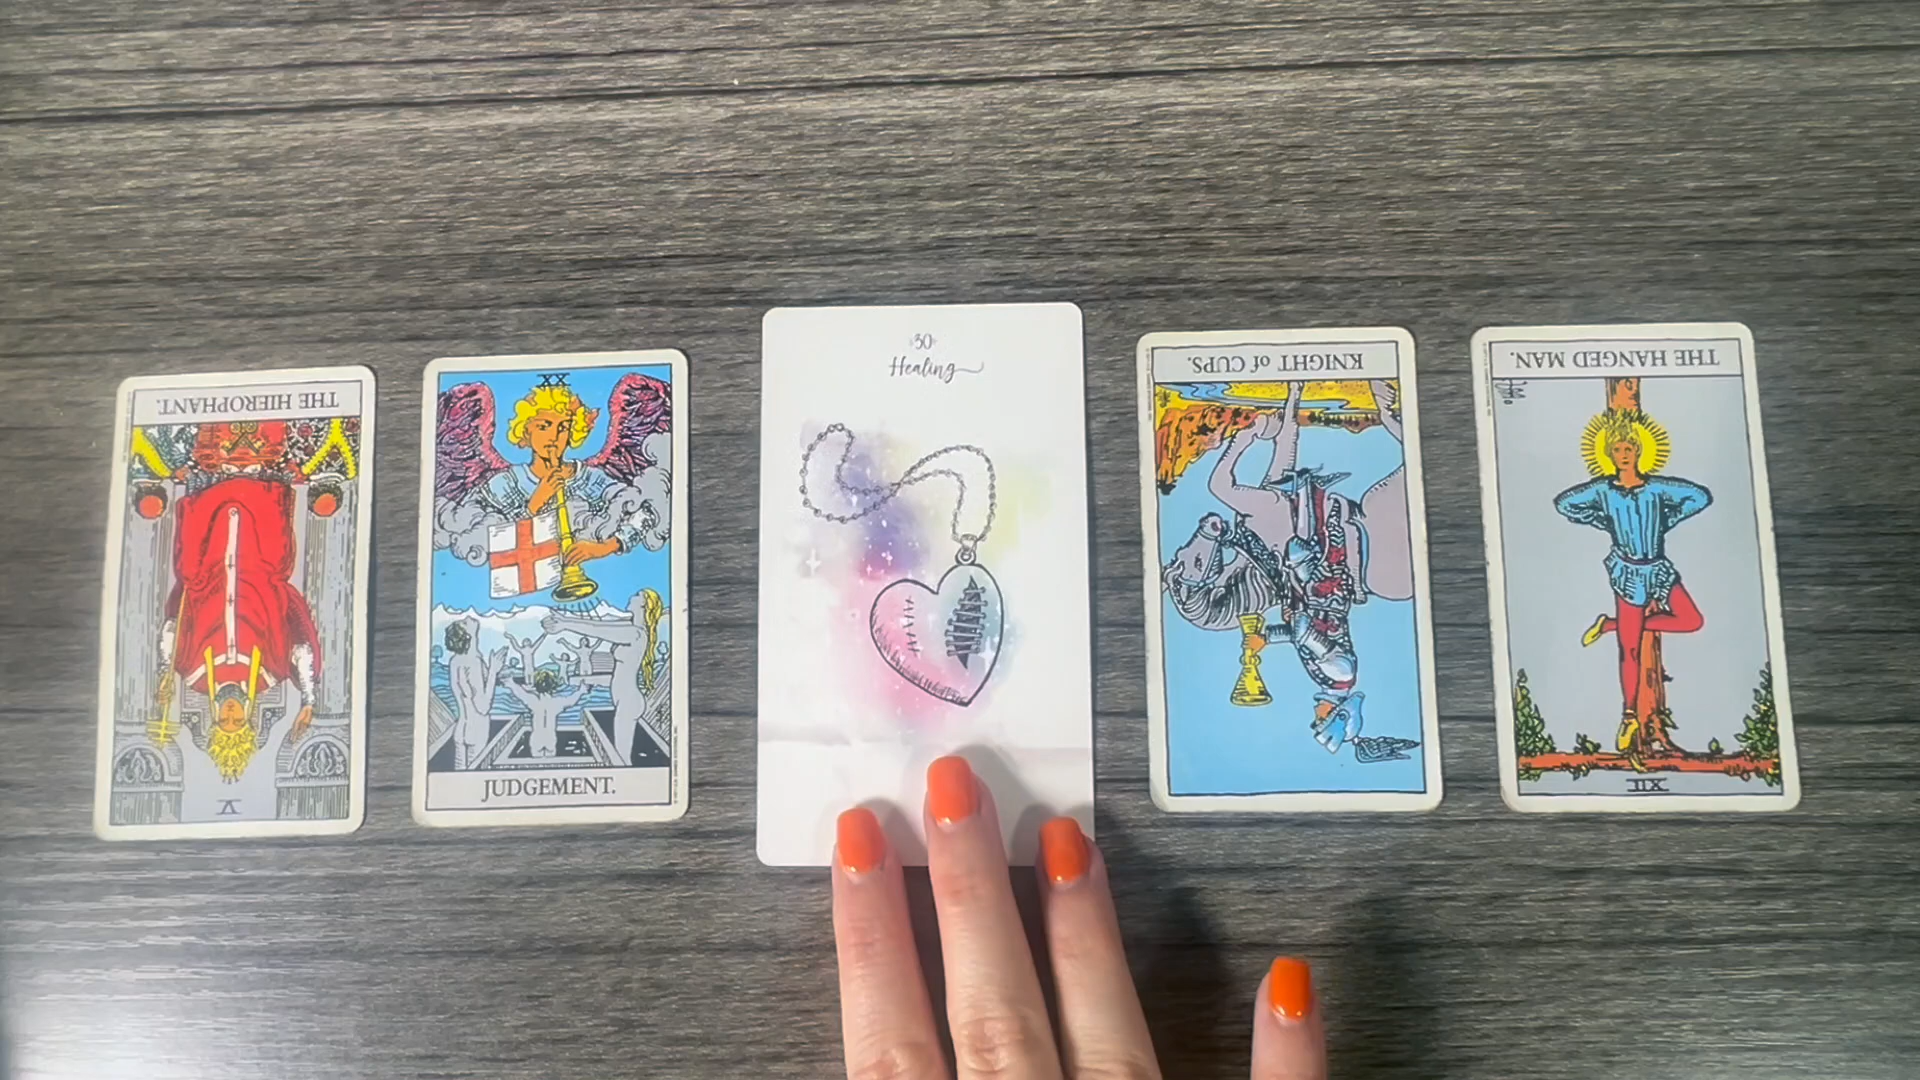 THE HIEROPHANT.
V
XX
JUDGEMENT.
30
Healing
KNIGHT of CUPS.
THE HANGED MAN.
XII